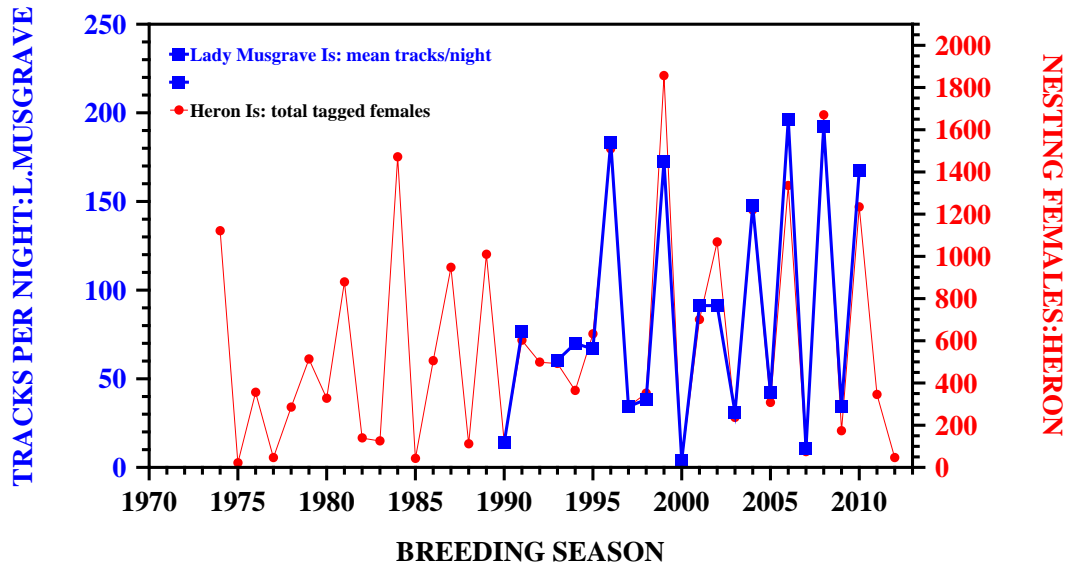 TRACKS PER NIGHT:L.MUSGRAVE
250
200
150
100
50
0
Lady Musgrave Is: mean tracks/night
Heron Is: total tagged females
2000
1800
1600
1400
1200
1000
800
600
400
200
0
NESTING FEMALES:HERON
1970 1975 1980 1985 1990 1995 2000 2005 2010
BREEDING SEASON